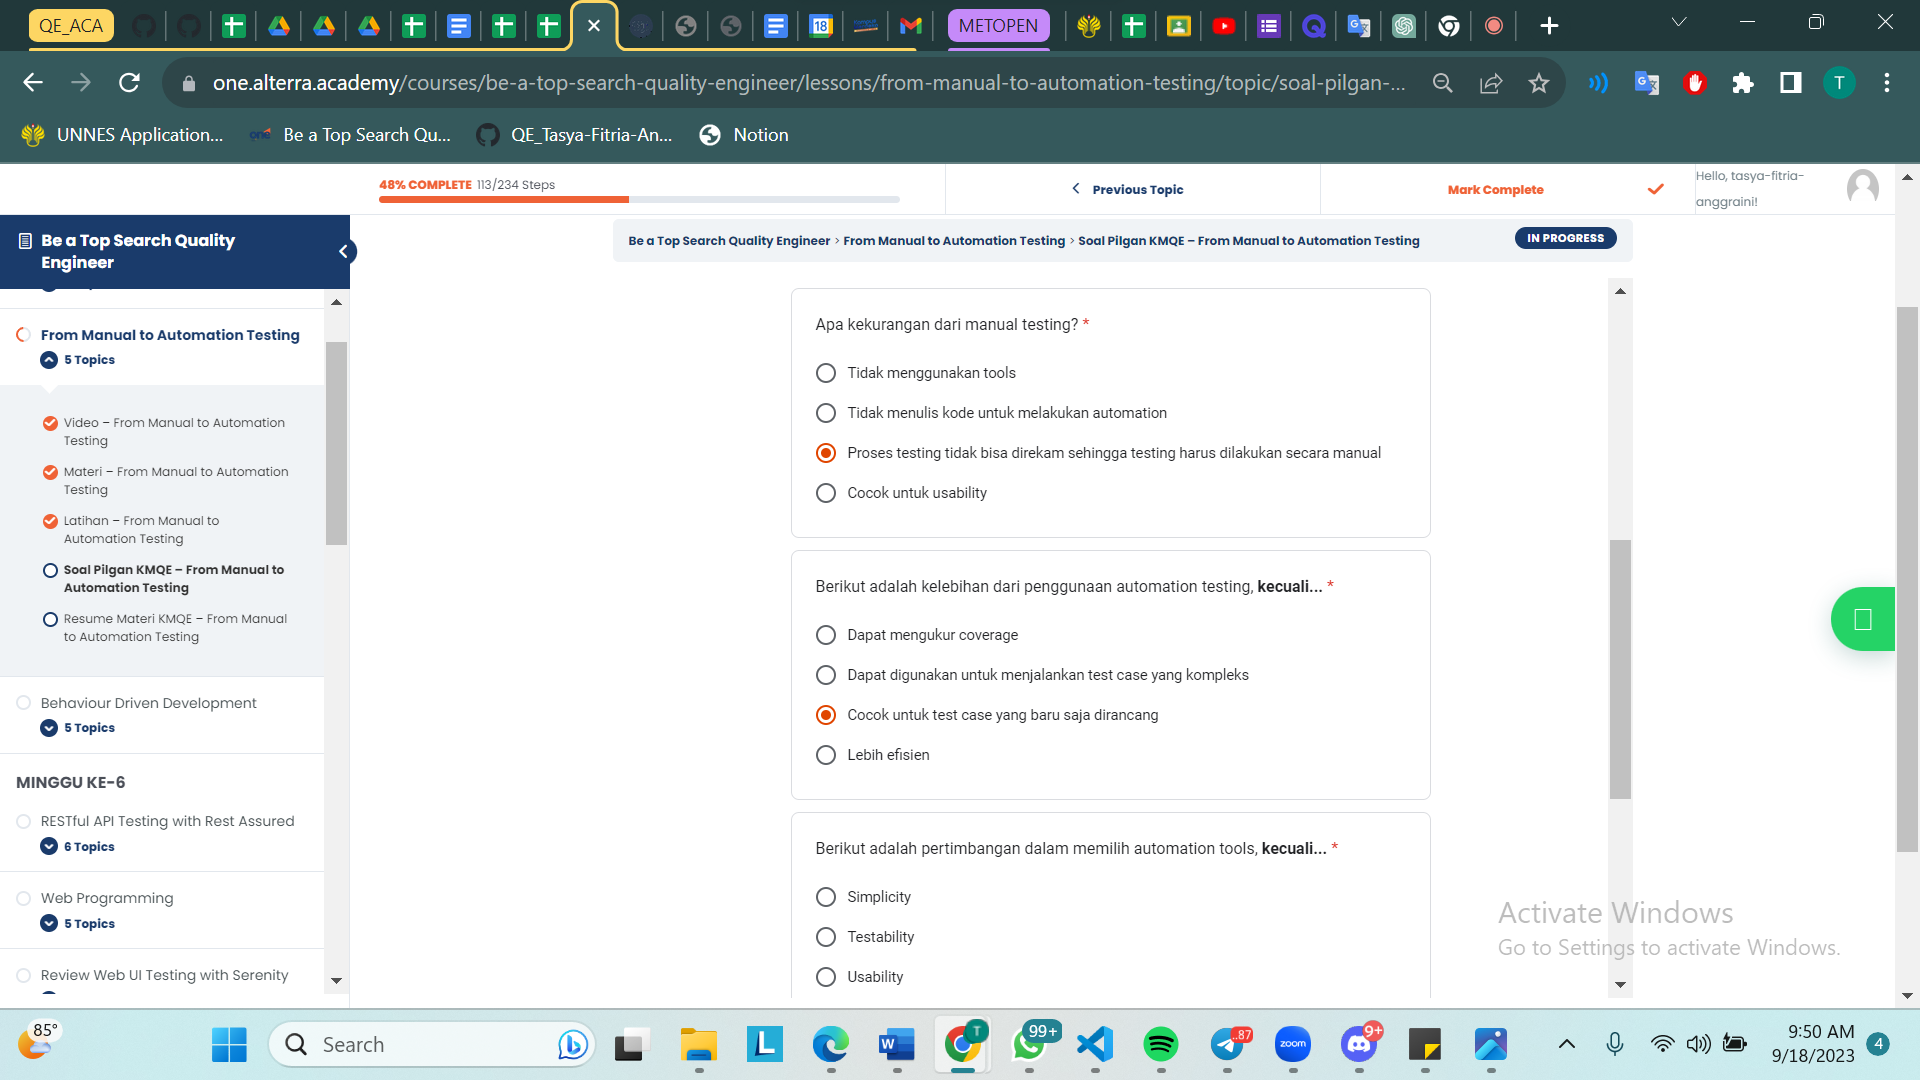 QE_ACA
18
METOPEN
one.alterra.academy/courses/be-a-top-search-quality-engineer/lessons/from-manual-to-automation-testing/topic/soal-pilgan-...
T
UNNES Application...
one
Be a Top Search Qu...
QE_Tasya-Fitria-An...
Notion
48% COMPLETE 113/234 Steps
Previous Topic
Mark Complete
Hello, tasya-fitria-
anggraini!
Be a Top Search Quality
Engineer
Be a Top Search Quality Engineer > From Manual to Automation Testing > Soal Pilgan KMQE – From Manual to Automation Testing
IN PROGRESS
From Manual to Automation Testing
5 Topics
Video – From Manual to Automation
Testing
Materi – From Manual to Automation
Testing
Latihan – From Manual to
Automation Testing
Soal Pilgan KMQE – From Manual to
Automation Testing
Resume Materi KMQE – From Manual
to Automation Testing
Behaviour Driven Development
5 Topics
MINGGU KE-6
RESTful API Testing with Rest Assured
6 Topics
Web Programming
5 Topics
Review Web UI Testing with Serenity
Apa kekurangan dari manual testing? *
Tidak menggunakan tools
Tidak menulis kode untuk melakukan automation
Proses testing tidak bisa direkam sehingga testing harus dilakukan secara manual
Cocok untuk usability
Berikut adalah kelebihan dari penggunaan automation testing, kecuali... *
Dapat mengukur coverage
Dapat digunakan untuk menjalankan test case yang kompleks
Cocok untuk test case yang baru saja dirancang
Lebih efisien
Berikut adalah pertimbangan dalam memilih automation tools, kecuali... *
Simplicity
Testability
Usability
Activate Windows
Go to Settings to activate Windows.
85°
Search
L
W
T
99+
..87
zoom
9+
9:50 AM
9/18/2023
4